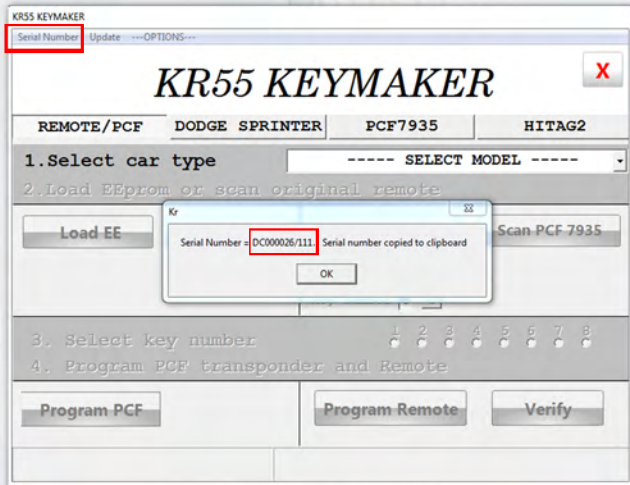 KR55 KEYMAKER
Serial Number Update ---OPTIONS---
KR55 KEYMAKER
X
REMOTE/PCF DODGE SPRINTER PCF7935 HITAG2
1.Select car type ----- SELECT MODEL -----
2.Load EEprom or scan original remote
Kr
Load EE Scan PCF 7935
Serial Number = DC000026/111. Serial number copied to clipboard
OK
1 2 3 4 5 6 7 8
3. Select key number
4. Program PCF transponder and Remote
Program PCF Program Remote Verify